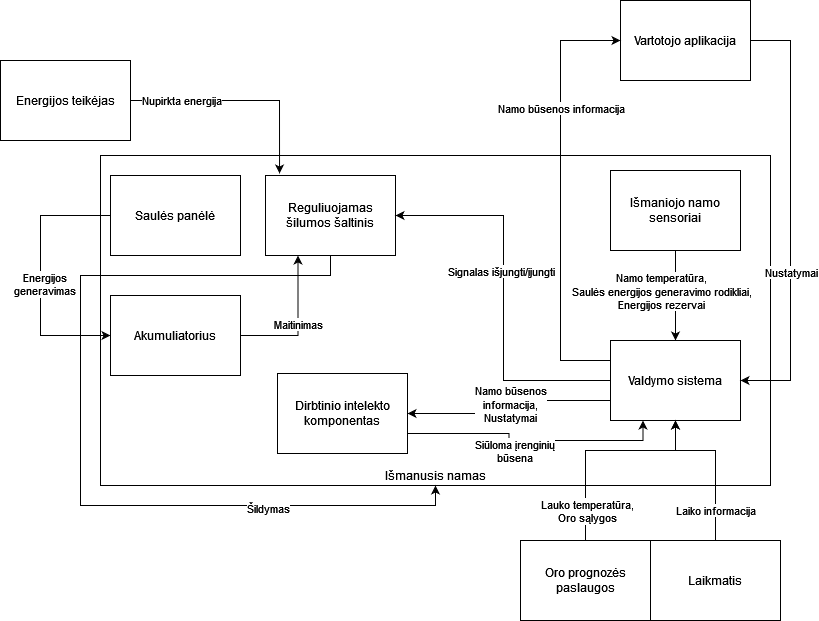 Vartotojo aplikacija
Energijos teikėjas
Nupirkta energija
Namo būsenos informacija
Saulės panėlė
Reguliuojamas
šilumos šaltinis
Išmaniojo namo
sensoriai
Energijos
generavimas
Signalas išjungti/įjungti
Namo temperatūra,
Saulės energijos generavimo rodikliai,
Energijos rezervai
Nustatymai
Akumuliatorius
Maitinimas
Valdymo sistema
Dirbtinio intelekto
komponentas
Namo būsenos
informacija,
Nustatymai
Siūloma įrenginių
būsena
Išmanusis namas
Šildymas
Lauko temperatūra,
Oro sąlygos
Laiko informacija
Oro prognozės
paslaugos
Laikmatis